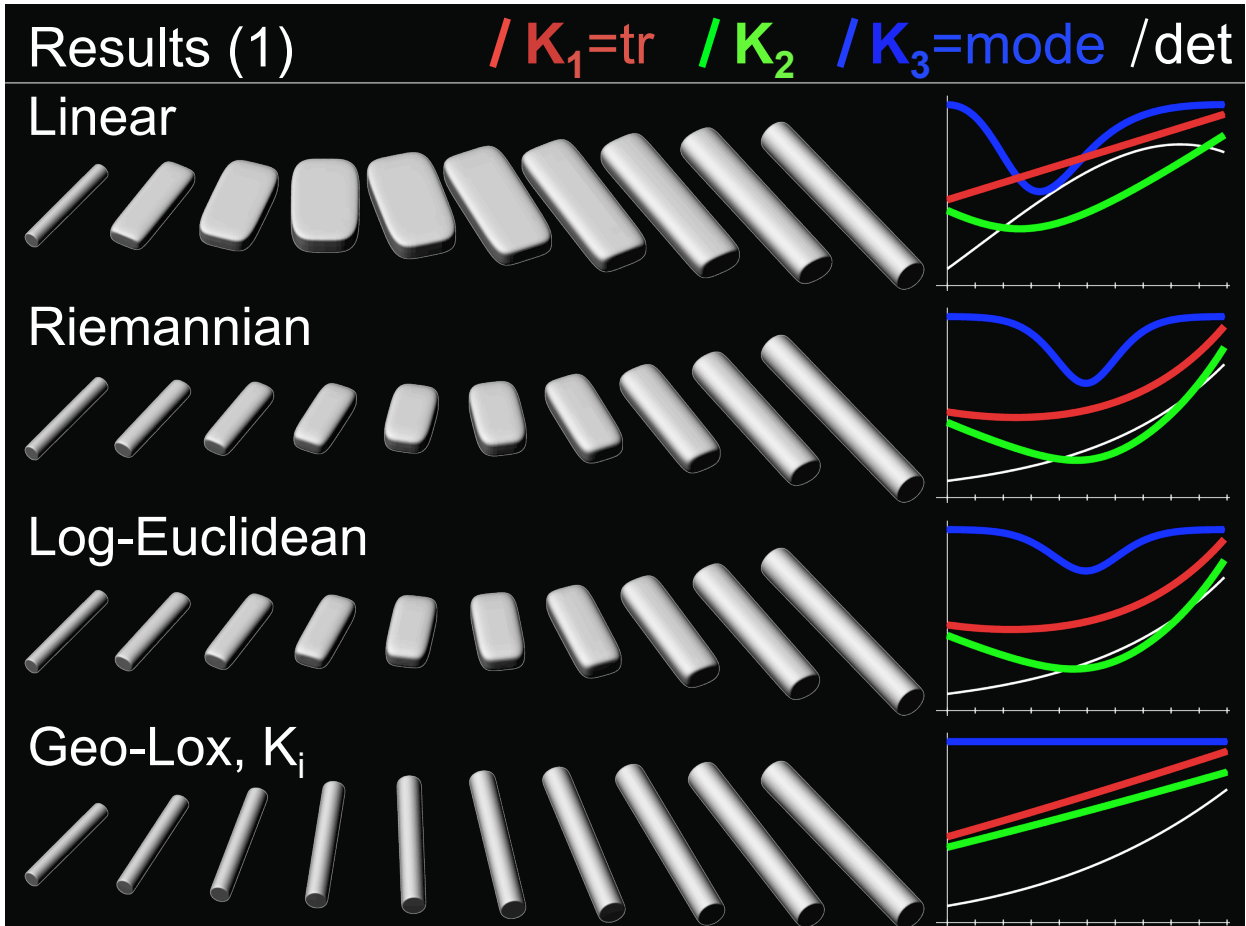 Results (1) / K₁=tr / K₂ / K₃=mode / det
Linear
Riemannian
Log-Euclidean
Geo-Lox, Kᵢ